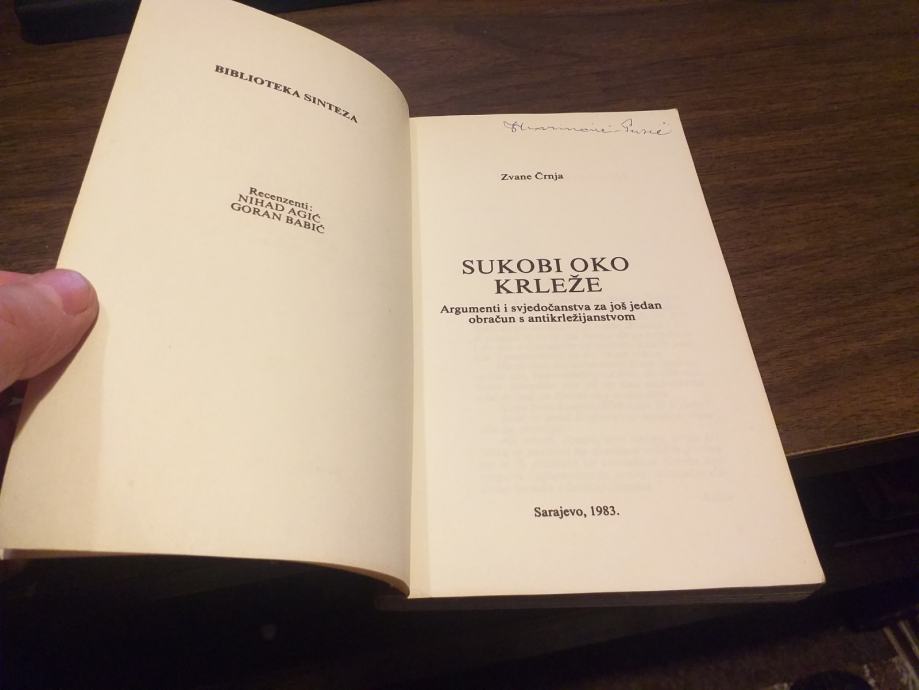 BIBLIOTEKA SINTEZA
Recenzenti:
NIHAD AGIĆ
GORAN BABIĆ
Zvane Črnja
SUKOBI OKO
KRLEŽE
Argumenti i svjedočanstva za još jedan
obračun s antikrležijanstvom
Sarajevo, 1983.